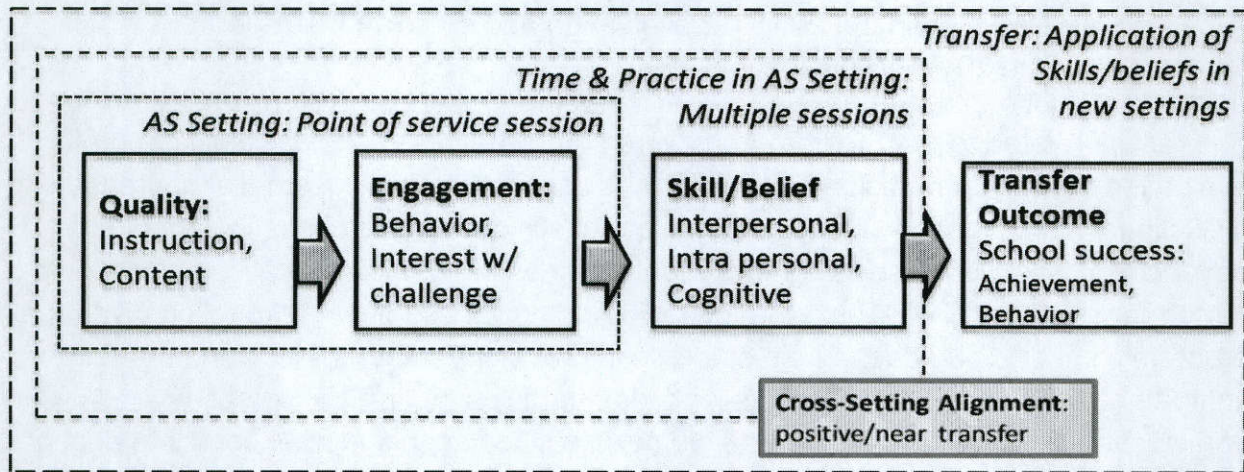 Transfer: Application of
Skills/beliefs in
new settings
Time & Practice in AS Setting:
Multiple sessions
AS Setting: Point of service session
Quality:
Instruction,
Content
Engagement:
Behavior,
Interest w/
challenge
Skill/Belief
Interpersonal,
Intra personal,
Cognitive
Transfer
Outcome
School success:
Achievement,
Behavior
Cross-Setting Alignment:
positive/near transfer